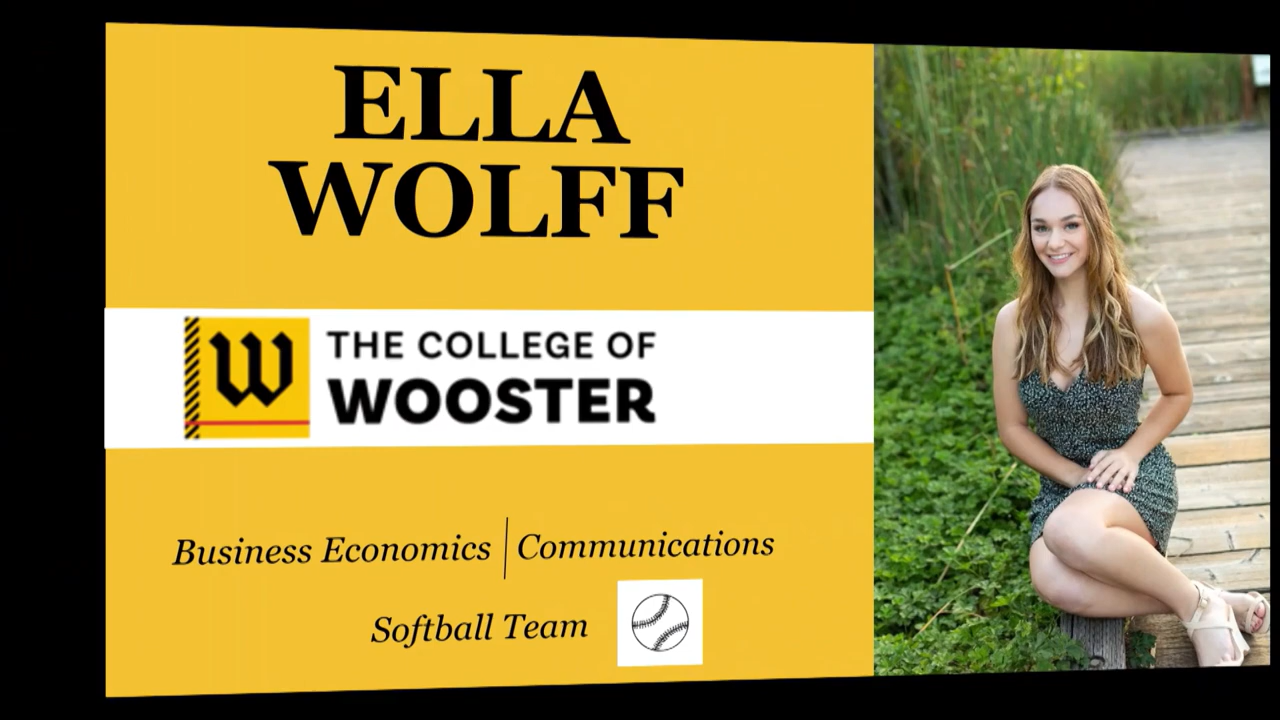 ELLA
WOLFF
W
THE COLLEGE OF
WOOSTER
Business Economics | Communications
Softball Team